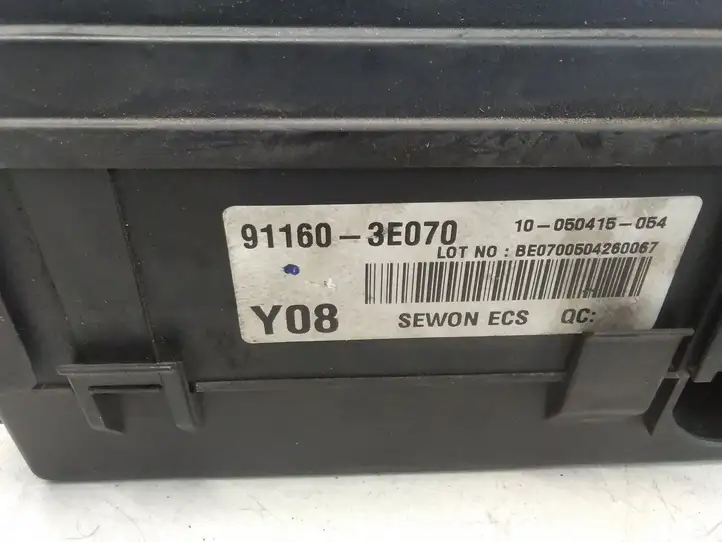 91160-3E070 10-050415-054
LOT NO : BE0700504260067
Y08 SEWON ECS QC: